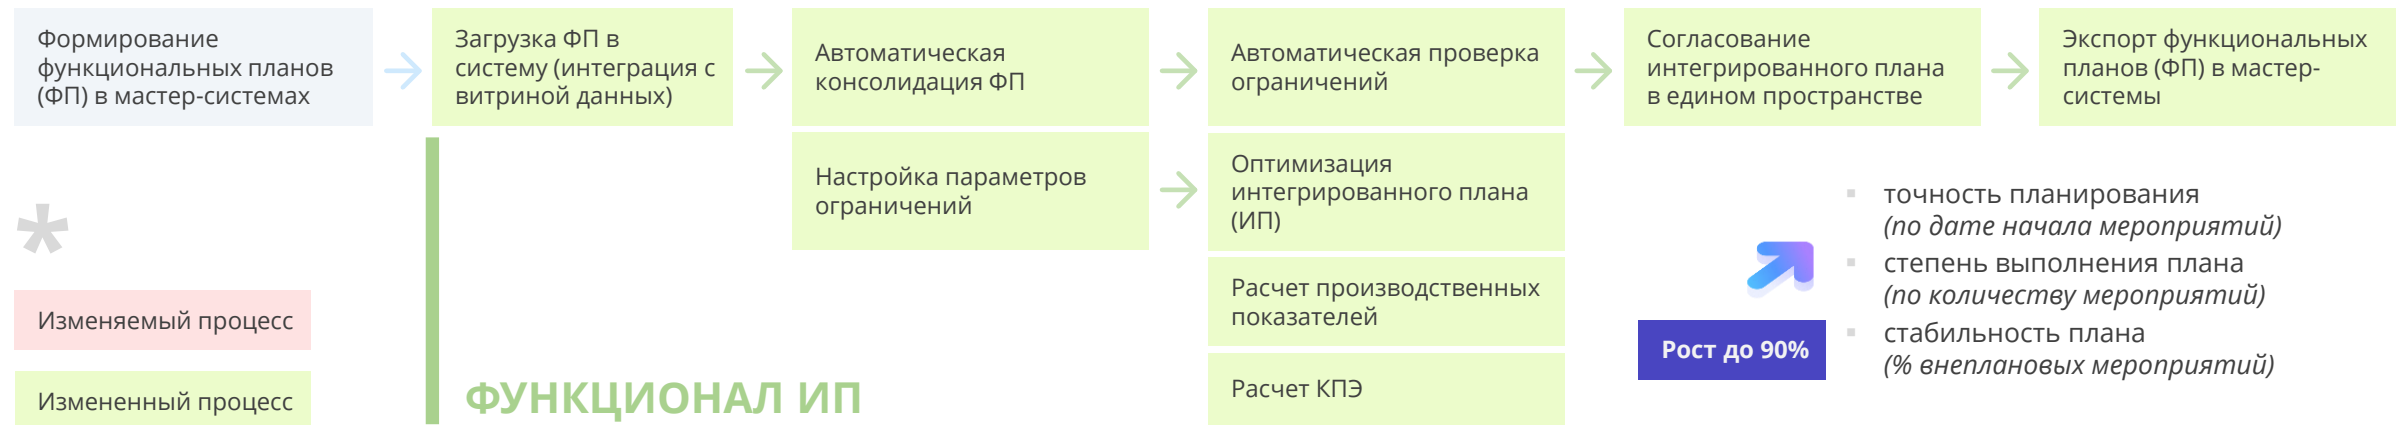 Формирование
функциональных планов
(ФП) в мастер-системах
Загрузка ФП в
систему (интеграция с
витриной данных)
Автоматическая
консолидация ФП
Автоматическая проверка
ограничений
Согласование
интегрированного плана
в едином пространстве
Экспорт функциональных
планов (ФП) в мастер-
системы
Настройка параметров
ограничений
Оптимизация
интегрированного плана
(ИП)
Расчет производственных
показателей
Расчет КПЭ
*
Изменяемый процесс
Измененный процесс
ФУНКЦИОНАЛ ИП
Рост до 90%
точность планирования
(по дате начала мероприятий)
степень выполнения плана
(по количеству мероприятий)
стабильность плана
(% внеплановых мероприятий)